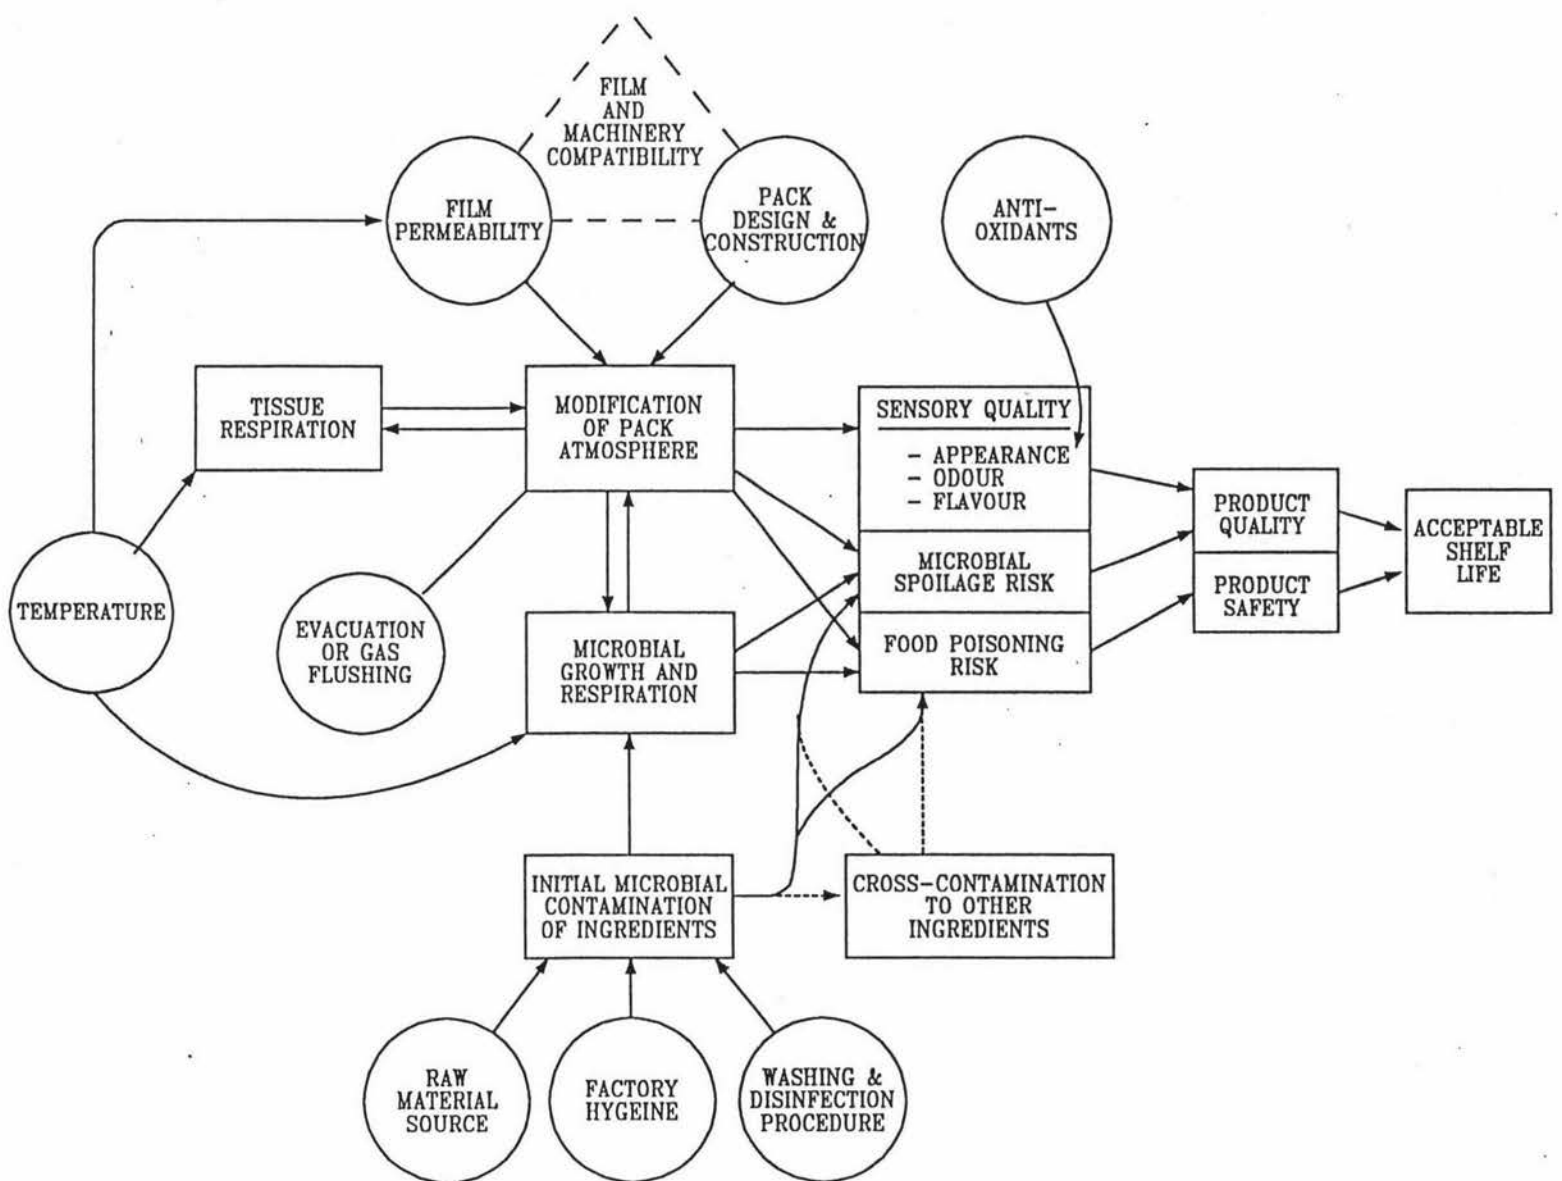 FILM
AND
MACHINERY
COMPATIBILITY
FILM
PERMEABILITY
PACK
DESIGN &
CONSTRUCTION
ANTI-
OXIDANTS
TISSUE
RESPIRATION
MODIFICATION
OF PACK
ATMOSPHERE
SENSORY QUALITY
- APPEARANCE
- ODOUR
- FLAVOUR
PRODUCT
QUALITY
ACCEPTABLE
SHELF
LIFE
MICROBIAL
SPOILAGE RISK
PRODUCT
SAFETY
TEMPERATURE
EVACUATION
OR GAS
FLUSHING
MICROBIAL
GROWTH AND
RESPIRATION
FOOD POISONING
RISK
INITIAL MICROBIAL
CONTAMINATION
OF INGREDIENTS
CROSS-CONTAMINATION
TO OTHER
INGREDIENTS
RAW
MATERIAL
SOURCE
FACTORY
HYGEINE
WASHING &
DISINFECTION
PROCEDURE